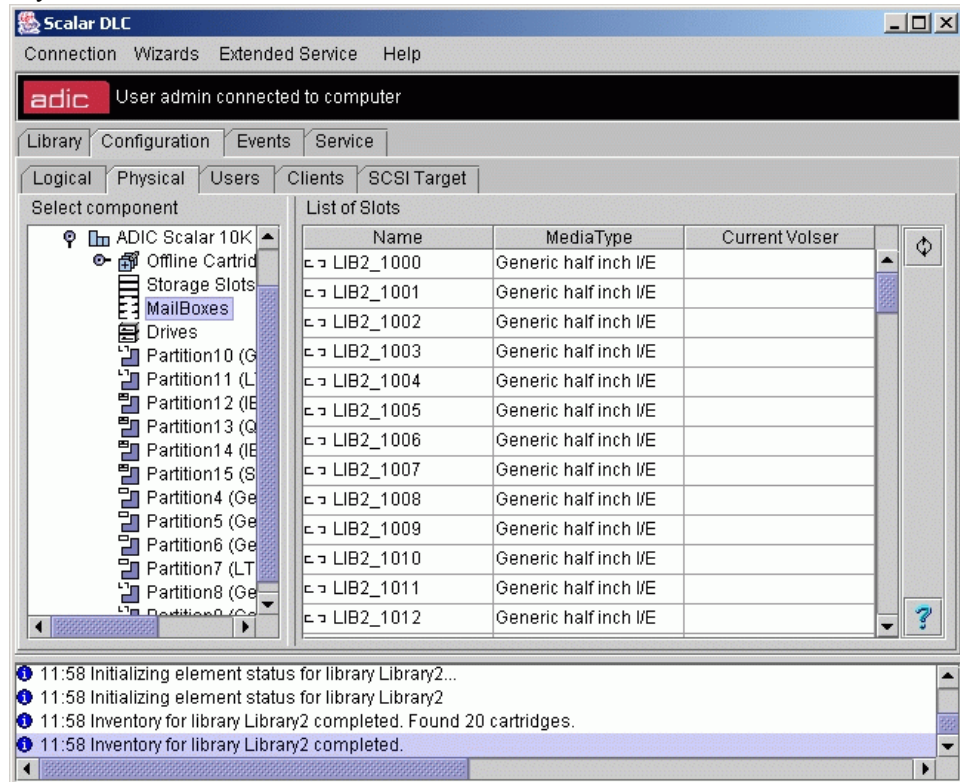 Scalar DLC
Connection Wizards Extended Service Help
adic User admin connected to computer
Library Configuration Events Service
Logical Physical Users Clients SCSI Target
Select component
ADIC Scalar 10K
Offline Cartrid
Storage Slots
MailBoxes
Drives
Partition10 (G
Partition11 (L
Partition12 (IE
Partition13 (Q
Partition14 (IE
Partition15 (S
Partition4 (Ge
Partition5 (Ge
Partition6 (Ge
Partition7 (LT
Partition8 (Ge
List of Slots
Name MediaType Current Volser
LIB2_1000 Generic half inch I/E
LIB2_1001 Generic half inch I/E
LIB2_1002 Generic half inch I/E
LIB2_1003 Generic half inch I/E
LIB2_1004 Generic half inch I/E
LIB2_1005 Generic half inch I/E
LIB2_1006 Generic half inch I/E
LIB2_1007 Generic half inch I/E
LIB2_1008 Generic half inch I/E
LIB2_1009 Generic half inch I/E
LIB2_1010 Generic half inch I/E
LIB2_1011 Generic half inch I/E
LIB2_1012 Generic half inch I/E
11:58 Initializing element status for library Library2...
11:58 Initializing element status for library Library2
11:58 Inventory for library Library2 completed. Found 20 cartridges.
11:58 Inventory for library Library2 completed.